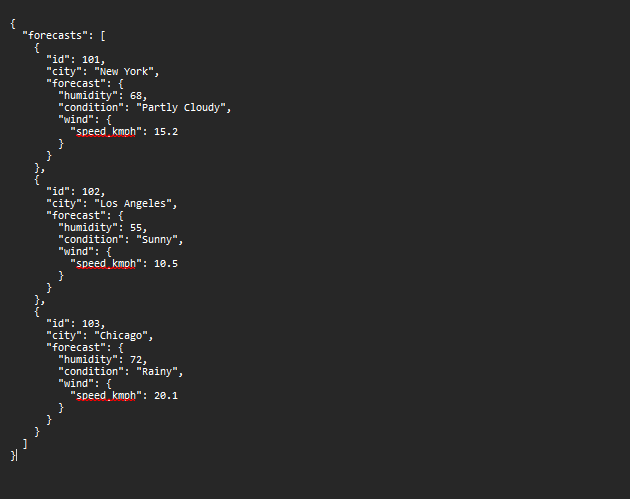 {
  "forecasts": [
    {
      "id": 101,
      "city": "New York",
      "forecast": {
        "humidity": 68,
        "condition": "Partly Cloudy",
        "wind": {
          "speed_kmph": 15.2
        }
      }
    },
    {
      "id": 102,
      "city": "Los Angeles",
      "forecast": {
        "humidity": 55,
        "condition": "Sunny",
        "wind": {
          "speed_kmph": 10.5
        }
      }
    },
    {
      "id": 103,
      "city": "Chicago",
      "forecast": {
        "humidity": 72,
        "condition": "Rainy",
        "wind": {
          "speed_kmph": 20.1
        }
      }
    }
  ]
}